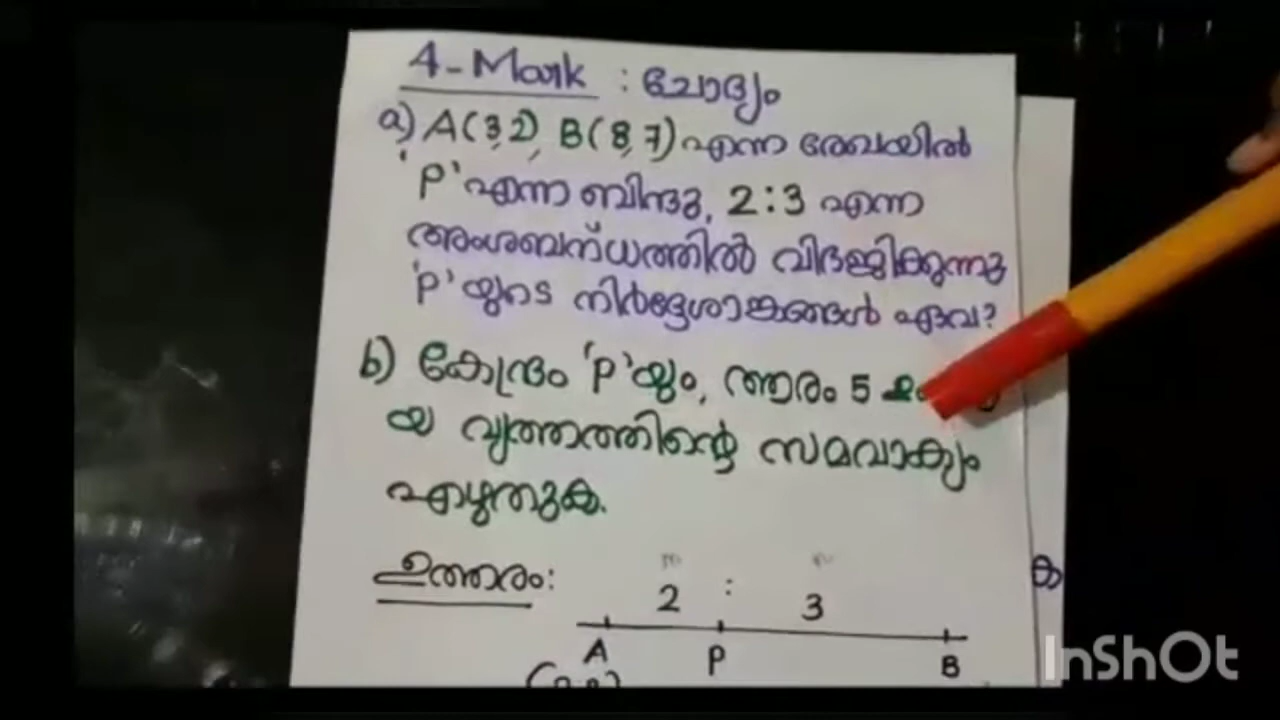 4-Mark : ചോദ്യം
a) A(3,2), B(8,7) എന്ന രേഖയിൽ
'P' എന്ന ബിന്ദു, 2:3 എന്ന
അംശബന്ധത്തിൽ വിഭജിക്കുന്നു
'P' യുടെ നിർദ്ദേശാങ്കങ്ങൾ ഏവ?
b) കേന്ദ്രം 'P' യും, ആരം 5
യ വൃത്തത്തിന്റെ സമവാക്യം
എഴുതുക.
ഉത്തരം:
m n
2 : 3
A P B
ക
InShOt